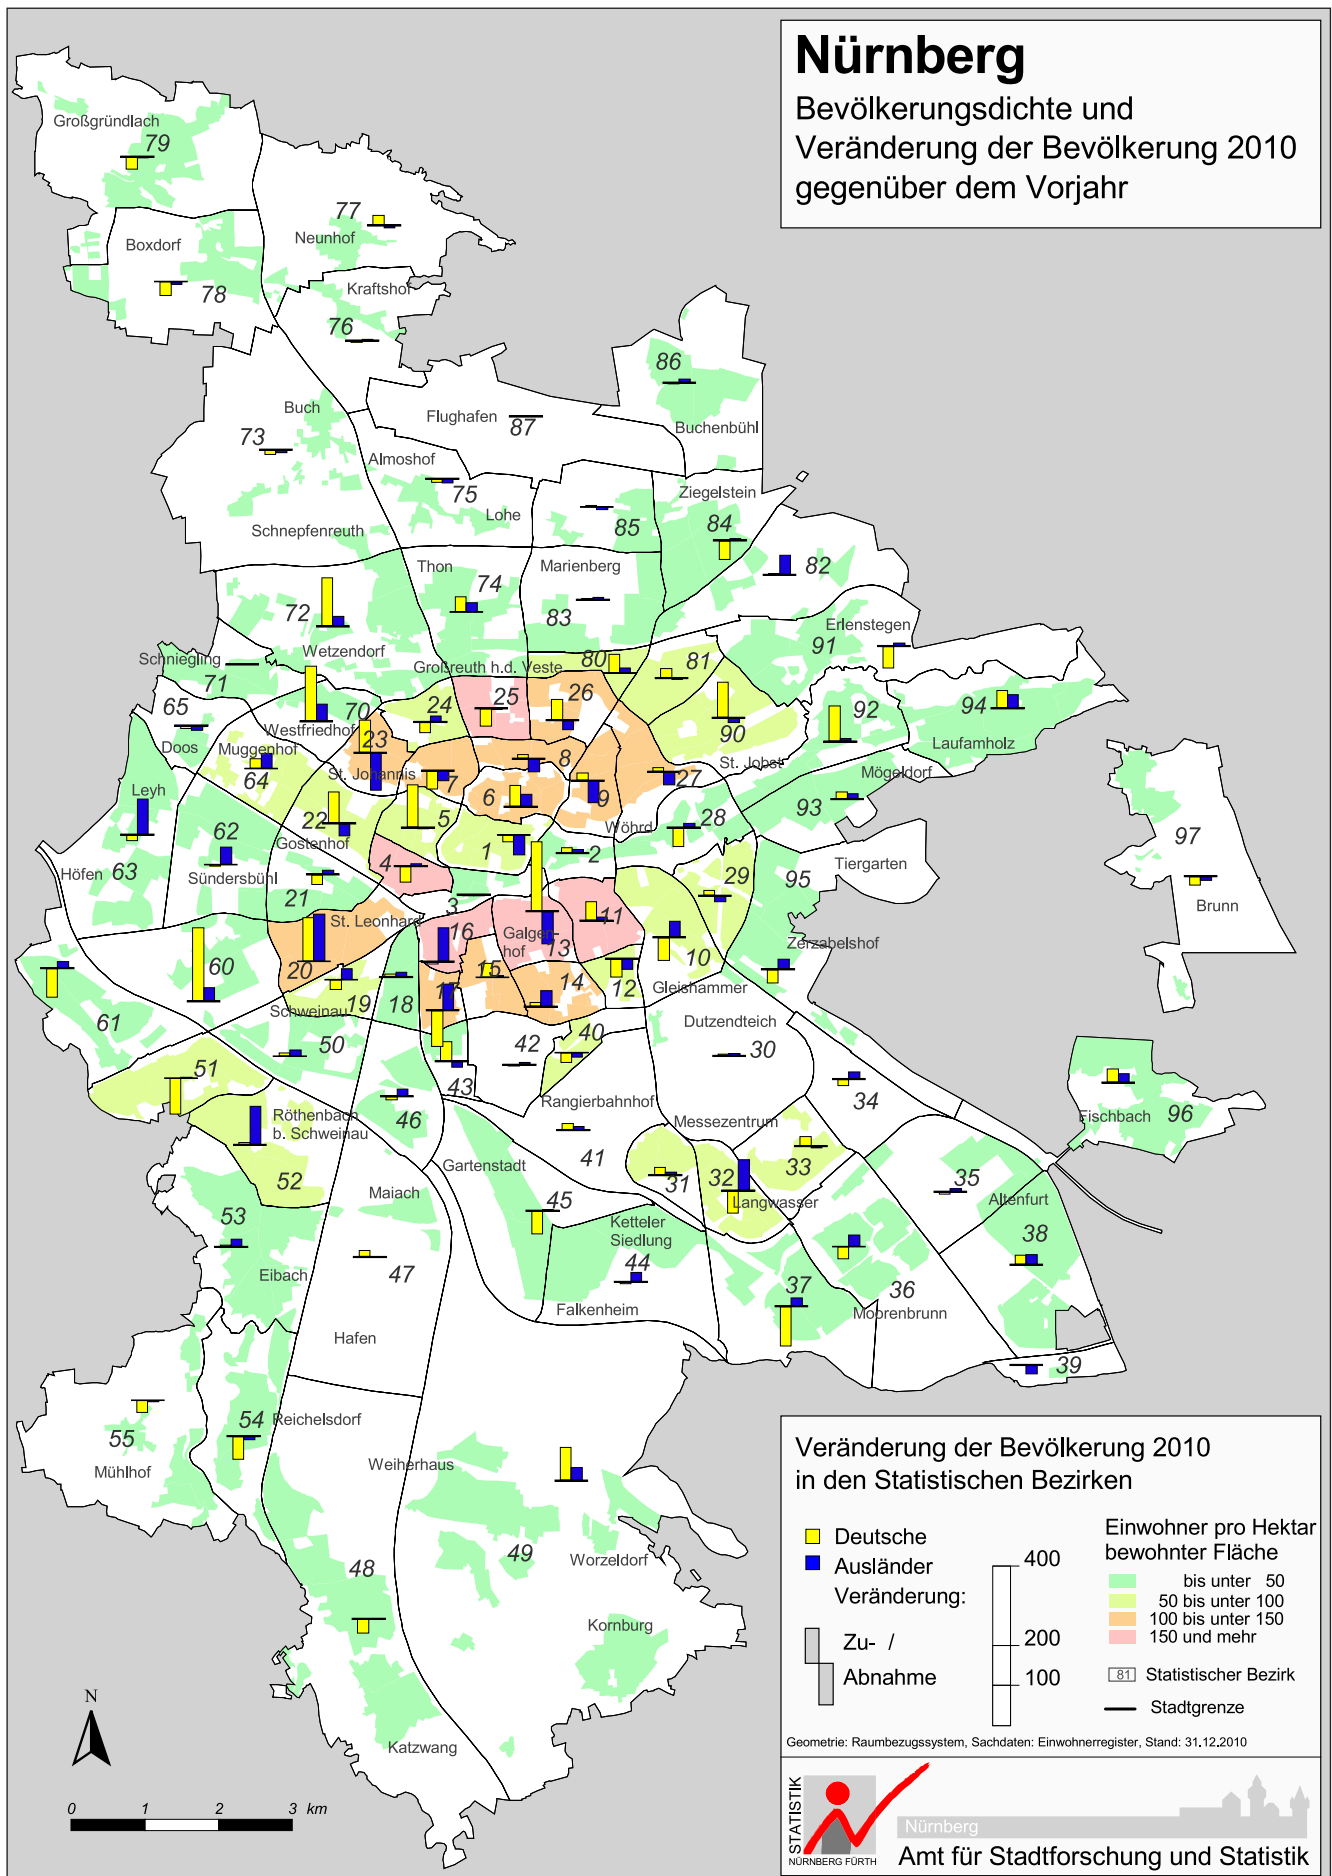 Nürnberg
Bevölkerungsdichte und
Veränderung der Bevölkerung 2010
gegenüber dem Vorjahr
Großgründlach
79
77
Neunhof
Boxdorf
78
Kraftshof
76
86
Buchenbühl
Buch
73
Flughafen
87
Almoshof
75
Lohe
Schnepfenreuth
Ziegelstein
84
85
82
Thon
74
Marienberg
83
72
Wetzendorf
Erlenstegen
91
Schniegling
71
Großreuth h.d. Veste
80
81
65
Doos
70
Westfriedhof
24
25
26
92
94
Laufamholz
Muggenhof
64
23
St. Johannis
7
8
90
St. Jobst
27
Mögeldorf
93
Leyh
6
9
5
Wöhrd
28
22
Gostenhof
62
63
Höfen
Sündersbühl
1
2
4
21
3
29
95
Tiergarten
97
Brunn
St. Leonhard
16
Galgen-
hof
11
13
20
60
15
10
Zerzabelshof
Gleishammer
12
14
17
61
Schweinau
19
18
Dutzendteich
50
42
40
30
51
43
34
Röthenbach
b. Schweinau
46
Rangierbahnhof
Messezentrum
Fischbach
96
52
Gartenstadt
41
31
32
33
Langwasser
35
Altenfurt
Maiach
53
45
Ketteler
Siedlung
38
Eibach
47
44
37
36
Moorenbrunn
Falkenheim
Hafen
39
54
Reichelsdorf
55
Mühlhof
Weiherhaus
49
Worzeldorf
48
Kornburg
Katzwang
Veränderung der Bevölkerung 2010
in den Statistischen Bezirken
Deutsche
Ausländer
Veränderung:
Zu- /
Abnahme
400
200
100
Einwohner pro Hektar
bewohnter Fläche
bis unter 50
50 bis unter 100
100 bis unter 150
150 und mehr
81 Statistischer Bezirk
Stadtgrenze
Geometrie: Raumbezugssystem, Sachdaten: Einwohnerregister, Stand: 31.12.2010
N
0 1 2 3 km
STATISTIK
NÜRNBERG FÜRTH
Nürnberg
Amt für Stadtforschung und Statistik